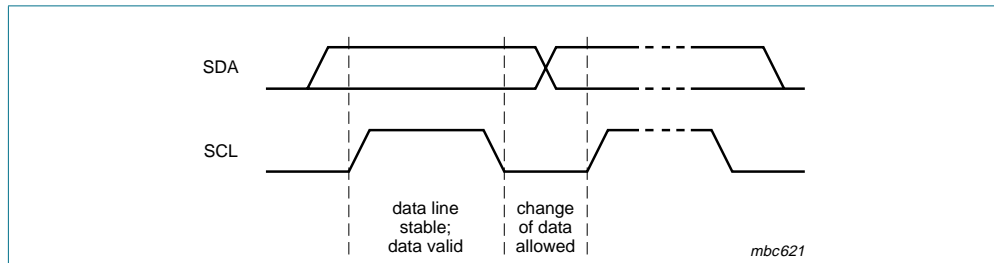 SDA
SCL
data line
stable;
data valid
change
of data
allowed
mbc621